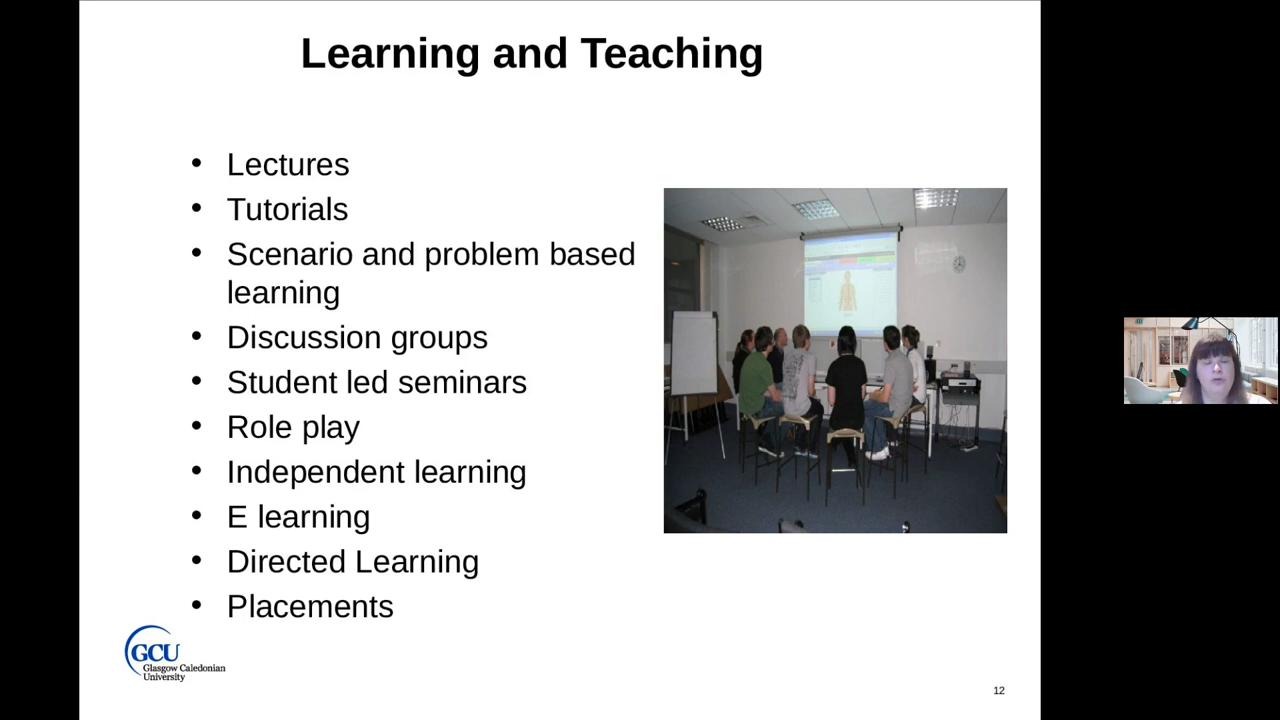 Learning and Teaching
• Lectures
• Tutorials
• Scenario and problem based
learning
• Discussion groups
• Student led seminars
• Role play
• Independent learning
• E learning
• Directed Learning
• Placements
GCU
Glasgow Caledonian
University
12